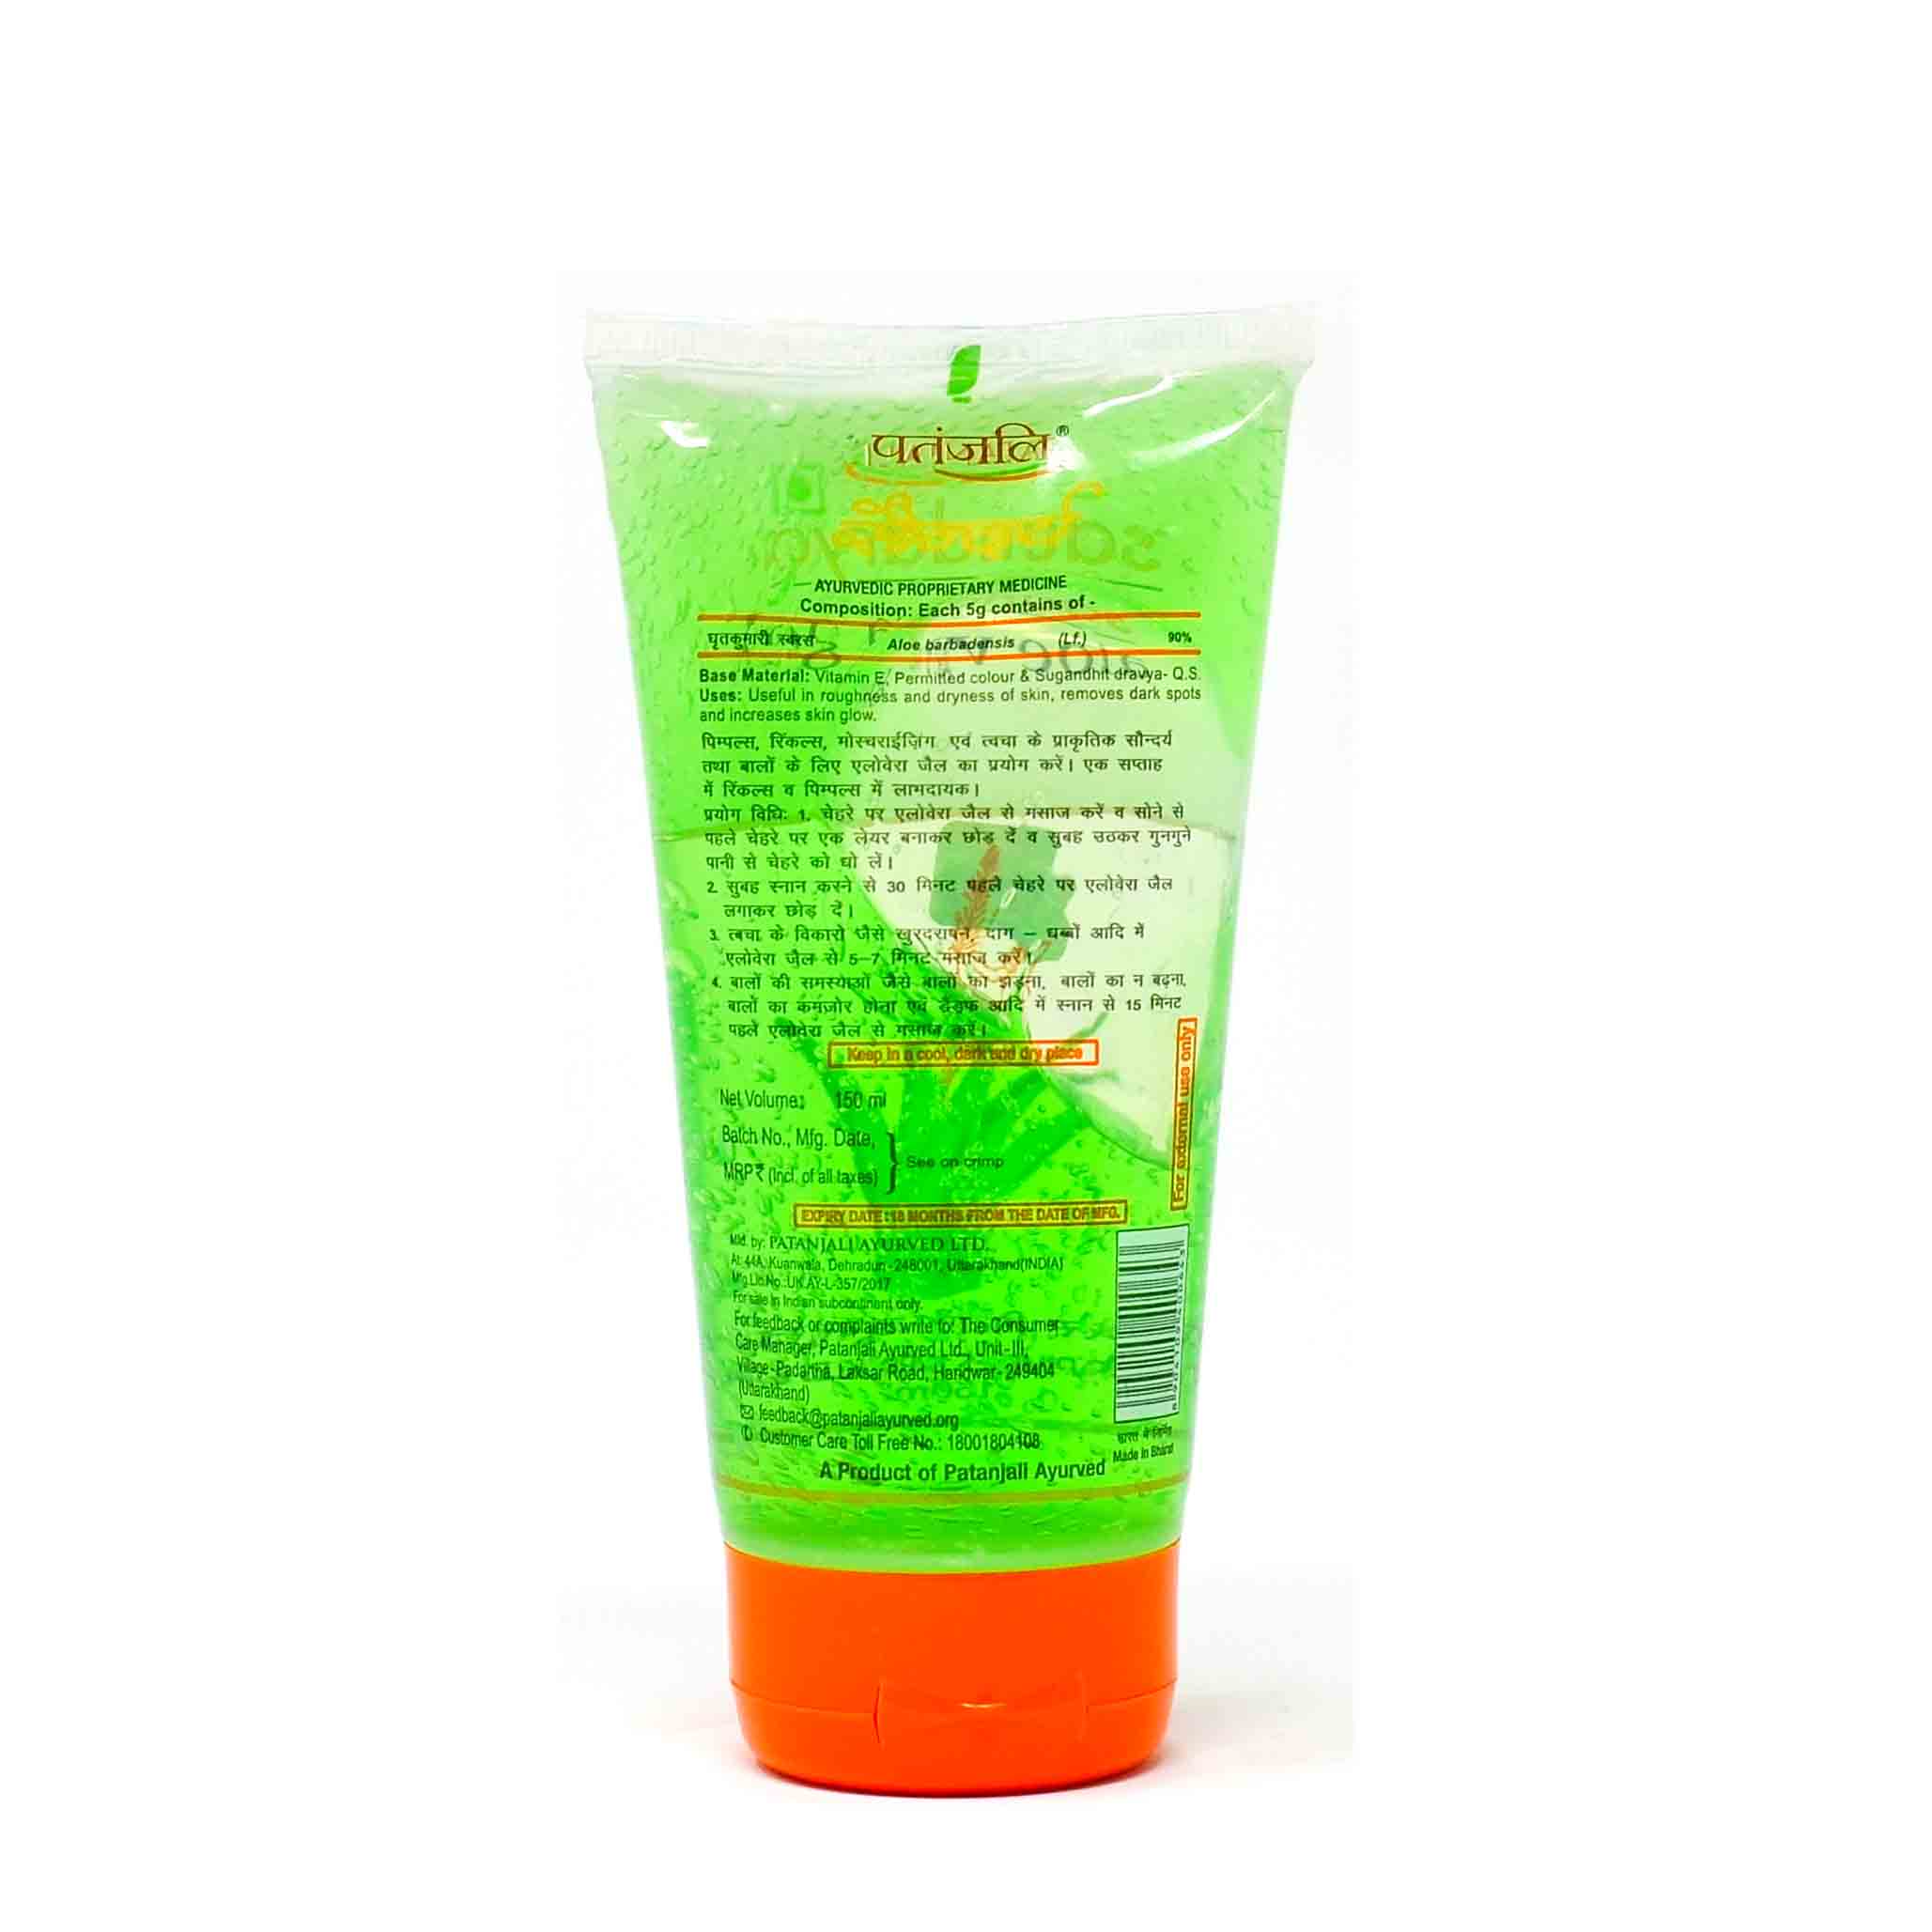 पतंजलि®
सौन्दर्य
AYURVEDIC PROPRIETARY MEDICINE
Composition: Each 5g contains of -
घृतकुमारी स्वरस Aloe barbadensis (Lf.) 90%
Base Material: Vitamin E, Permitted colour & Sugandhit dravya- Q.S.
Uses: Useful in roughness and dryness of skin, removes dark spots
and increases skin glow.
पिम्पल्स, रिंकल्स, मोस्चराईज़िंग एवं त्वचा के प्राकृतिक सौन्दर्य
तथा बालों के लिए एलोवेरा जैल का प्रयोग करें। एक सप्ताह
में रिंकल्स व पिम्पल्स में लाभदायक।
प्रयोग विधिः 1. चेहरे पर एलोवेरा जैल से मसाज करें व सोने से
पहले चेहरे पर एक लेयर बनाकर छोड दें व सुबह उठकर गुनगुने
पानी से चेहरे को धो लें।
2. सुबह स्नान करने से 30 मिनट पहले चेहरे पर एलोवेरा जैल
लगाकर छोड़ दें।
3. त्वचा के विकारो जैसे खुरदरापन, दाग – धब्बों आदि में
एलोवेरा जैल से 5–7 मिनट मसाज करें।
4. बालों की समस्याओं जैसे बालों का झड़ना, बालों का न बढ़ना,
बालों का कमज़ोर होना एवं डैंड्रफ आदि में स्नान से 15 मिनट
पहले एलोवेरा जैल से मसाज करें।
Keep in a cool, dark and dry place
For external use only
Net Volume: 150 ml
Batch No., Mfg. Date,
MRP ₹ (Incl. of all taxes) } See on crimp
EXPIRY DATE : 18 MONTHS FROM THE DATE OF MFG.
Mfd. by: PATANJALI AYURVED LTD.
At: 44A, Kuanwala, Dehradun - 248001, Uttarakhand(INDIA)
Mfg.Lic.No.:UK.AY-L-357/2017
For sale in Indian subcontinent only.
For feedback or complaints write to: The Consumer
Care Manager, Patanjali Ayurved Ltd., Unit-III,
Village-Padartha, Laksar Road, Haridwar- 249404
(Uttarakhand)
feedback@patanjaliayurved.org
Customer Care Toll Free No.: 18001804108
भारत में निर्मित
Made in Bharat
A Product of Patanjali Ayurved